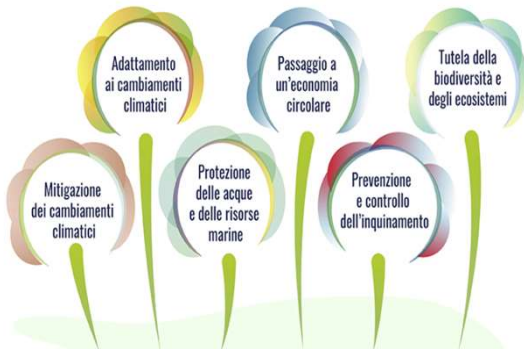 Adattamento
ai cambiamenti
climatici
Passaggio a
un'economia
circolare
Tutela della
biodiversità e
degli ecosistemi
Mitigazione
dei cambiamenti
climatici
Protezione
delle acque
e delle risorse
marine
Prevenzione
e controllo
dell'inquinamento